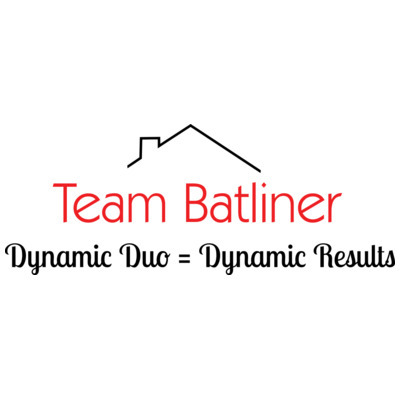 Team Batliner
Dynamic Duo = Dynamic Results